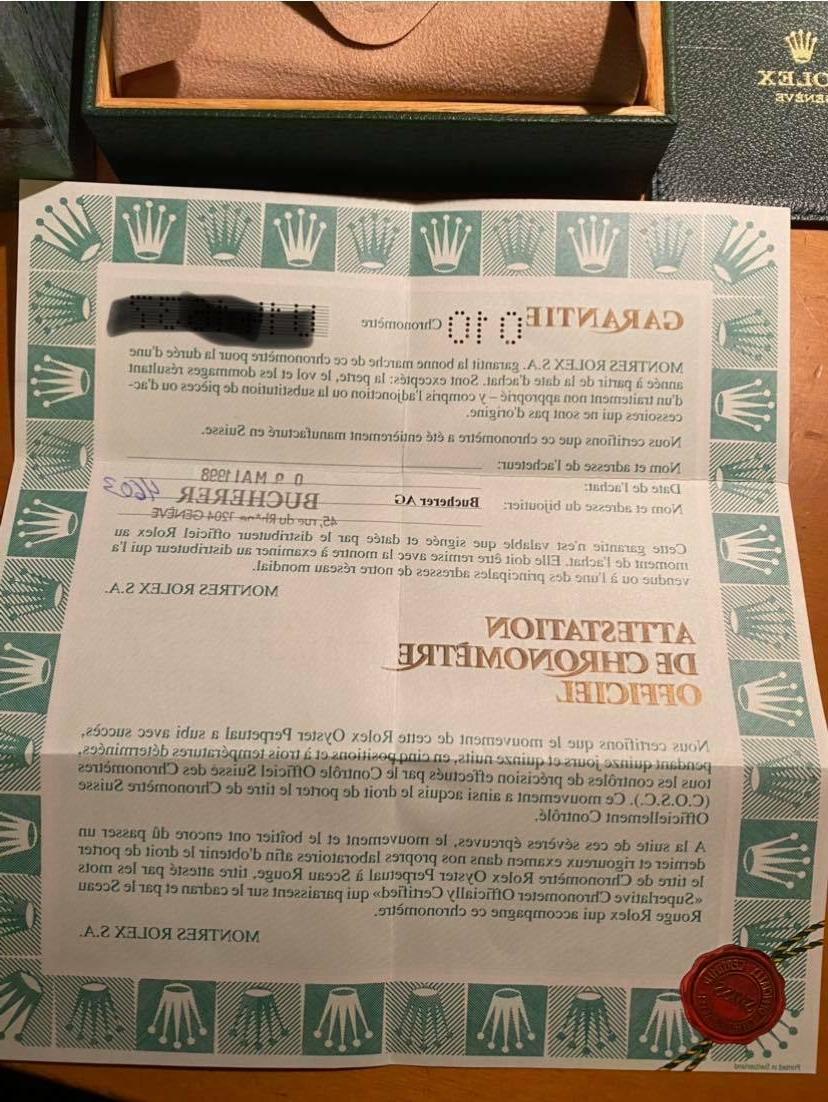 ROLEX
GENÈVE
GARANTIE 010 Chronomètre
MONTRES ROLEX S.A. garantit la bonne marche de ce chronomètre pour la durée d'une
année à partir de la date d'achat. Sont exceptés: la perte, le vol et les dommages résultant
d'un traitement non approprié – y compris l'adjonction ou la substitution de pièces ou d'ac-
cessoires qui ne sont pas d'origine.
Nous certifions que ce chronomètre a été entièrement manufacturé en Suisse.
Nom et adresse de l'acheteur:
Date de l'achat: 0 9 MAI 1998
Nom et adresse du bijoutier: Bucherer AG BUCHERER 4603
45, rue du Rhône 1204 GENÈVE
Cette garantie n'est valable que signée et datée par le distributeur officiel Rolex au
moment de l'achat. Elle doit être remise avec la montre à examiner au distributeur qui l'a
vendue ou à l'une des principales adresses de notre réseau mondial.
MONTRES ROLEX S.A.
ATTESTATION
DE CHRONOMÈTRE
OFFICIEL
Nous certifions que le mouvement de cette Rolex Oyster Perpetual a subi avec succès,
pendant quinze jours et quinze nuits, en cinq positions et à trois températures déterminées,
tous les contrôles de précision effectués par le Contrôle Officiel Suisse des Chronomètres
(C.O.S.C.). Ce mouvement a ainsi acquis le droit de porter le titre de Chronomètre Suisse
Officiellement Contrôlé.
A la suite de ces sévères épreuves, le mouvement et le boîtier ont encore dû passer un
dernier et rigoureux examen dans nos propres laboratoires afin d'obtenir le droit de porter
le titre de Chronomètre Rolex Oyster Perpetual à Sceau Rouge, titre attesté par les mots
«Superlative Chronometer Officially Certified» qui paraissent sur le cadran et par le Sceau
Rouge Rolex qui accompagne ce chronomètre.
MONTRES ROLEX S.A.
Printed in Switzerland